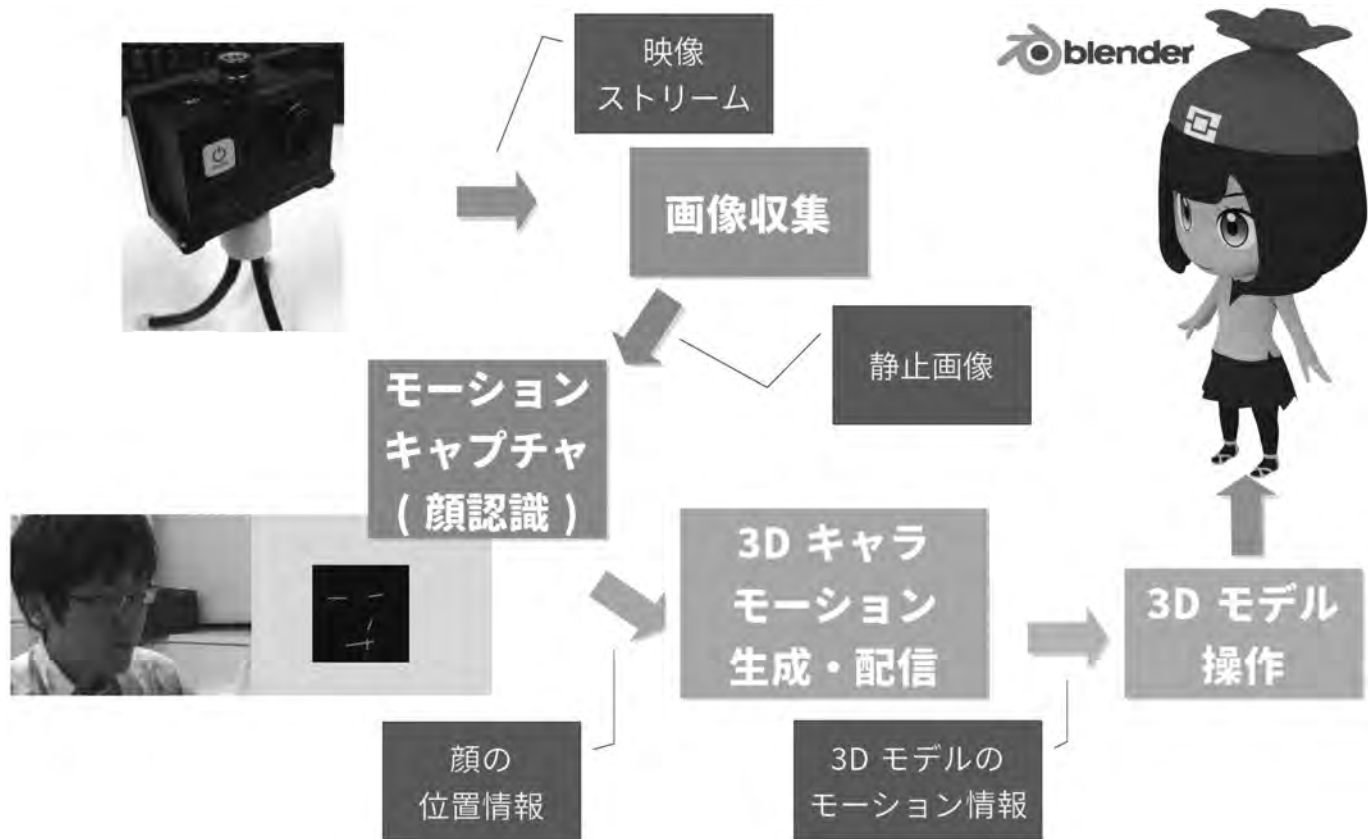 映像
ストリーム
blender
画像収集
静止画像
モーション
キャプチャ
( 顔認識 )
3D キャラ
モーション
生成・配信
3D モデル
操作
顔の
位置情報
3D モデルの
モーション情報